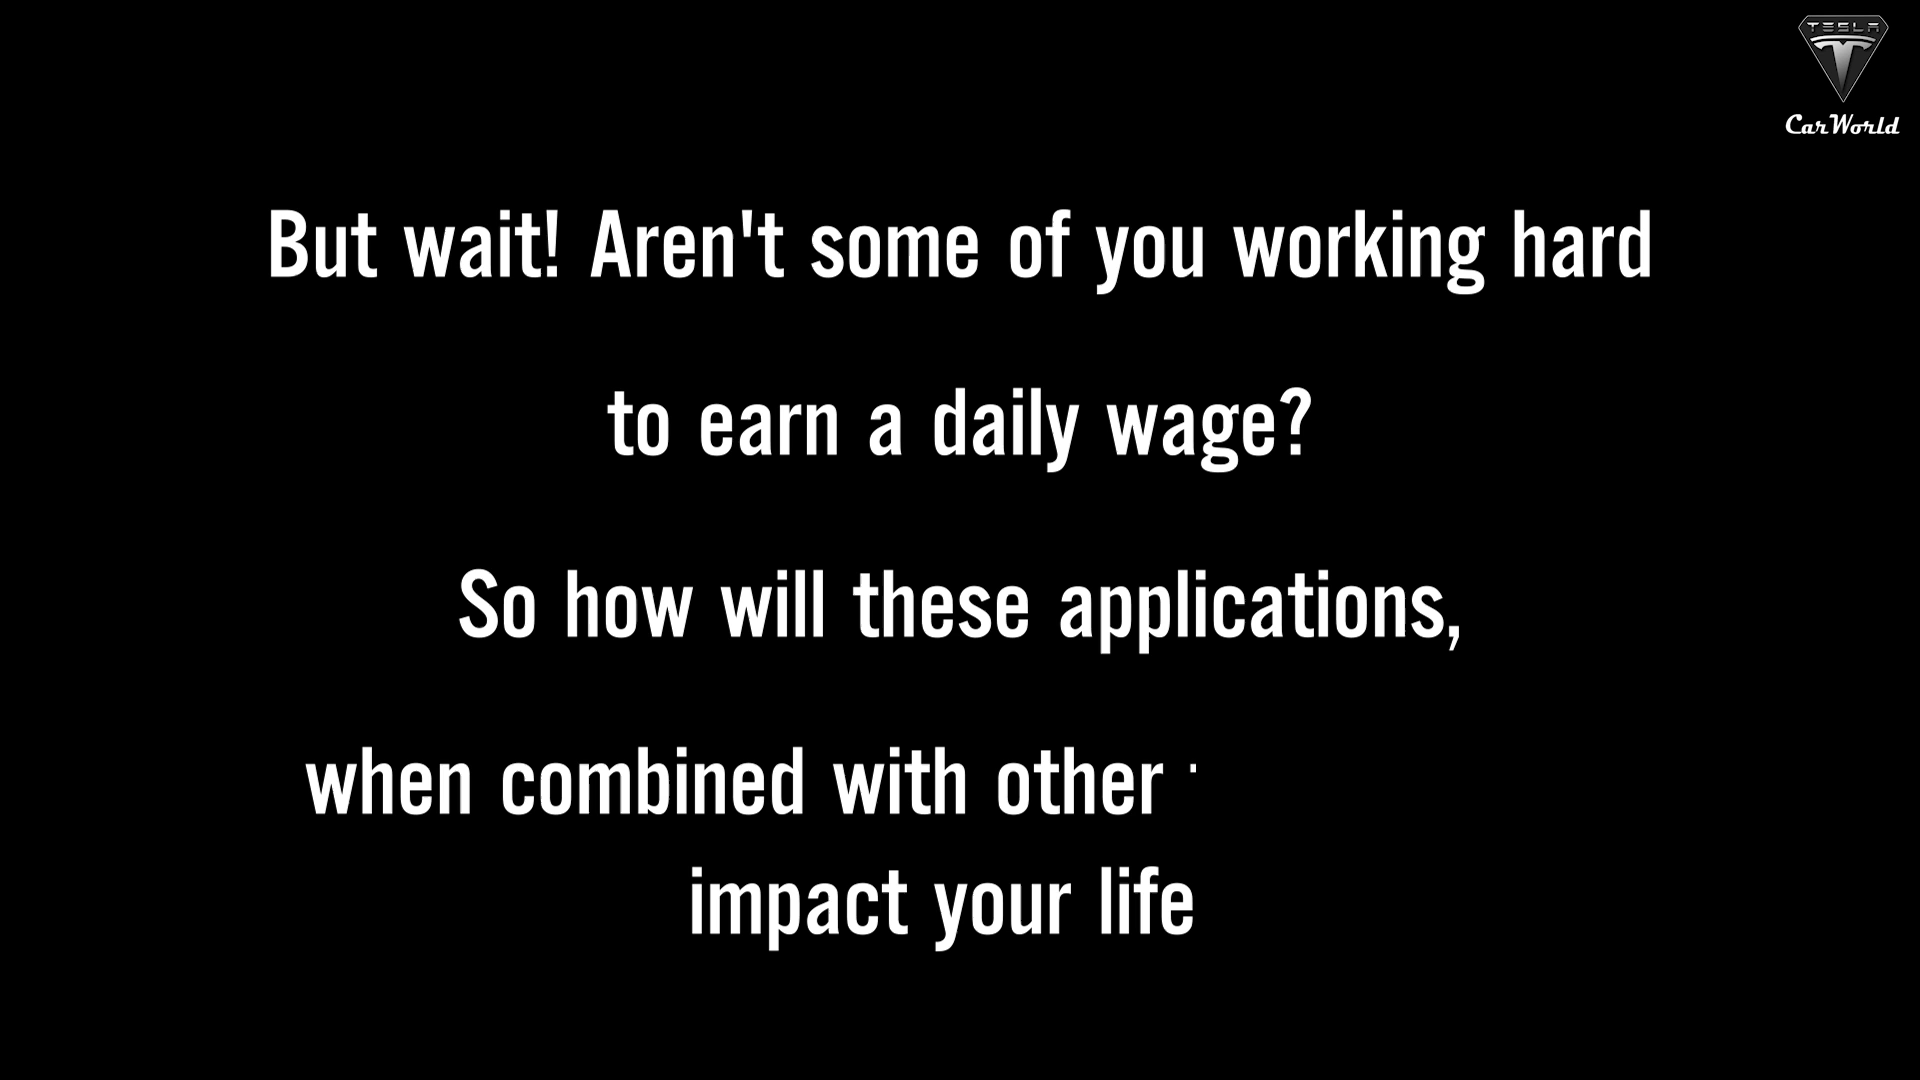 TESLA
CarWorld
But wait! Aren't some of you working hard
to earn a daily wage?
So how will these applications,
when combined with other
impact your life